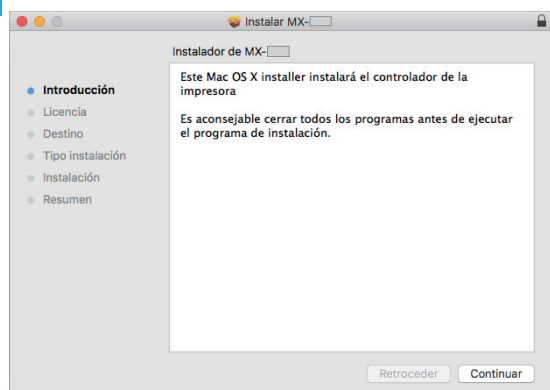 Instalar MX-
Instalador de MX-
Introducción
Licencia
Destino
Tipo instalación
Instalación
Resumen
Este Mac OS X installer instalará el controlador de la
impresora
Es aconsejable cerrar todos los programas antes de ejecutar
el programa de instalación.
Retroceder
Continuar